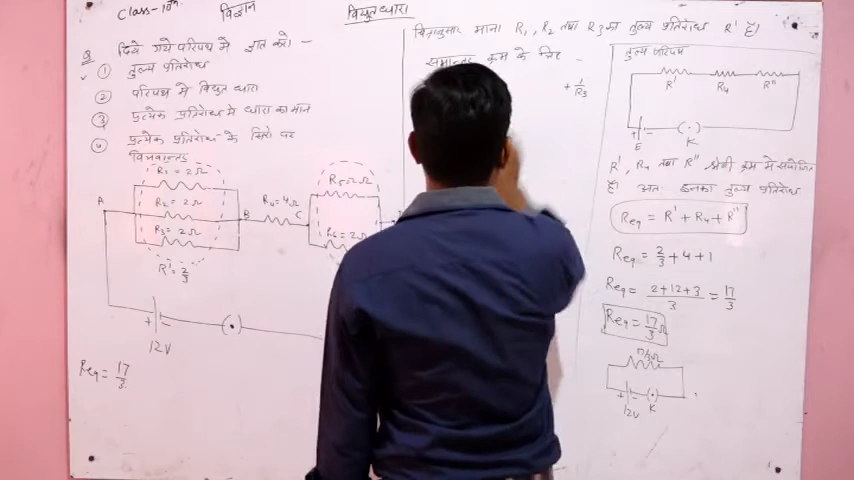 Class-10th
विज्ञान
विद्युत धारा
Q दिये गये परिपथ में ज्ञात करो -
① तुल्य प्रतिरोध
② परिपथ में विद्युत धारा
③ प्रत्येक प्रतिरोध में धारा का मान
④ प्रत्येक प्रतिरोध के सिरों पर
विभवान्तर
R₁ = 2Ω
R₂ = 2Ω
R₃ = 2Ω
R' = 2/3
A
B
R₄ = 4Ω
C
R₅ = 2Ω
R₆ = 2Ω
+ -
12V
Req = 17/3
माना R₁, R₂ तथा R₃ का तुल्य प्रतिरोध R' है।
समान्तर क्रम के लिए -
+ 1/R₃
तुल्य परिपथ
R' R₄ R"
+ -
E
K
R', R₄ तथा R" श्रेणी क्रम में संयोजित
हैं। अतः इनका तुल्य प्रतिरोध
Req = R' + R₄ + R"
Req = 2/3 + 4 + 1
Req = 2+12+3/3 = 17/3
Req = 17/3 Ω
17/3Ω
+ -
12V
K